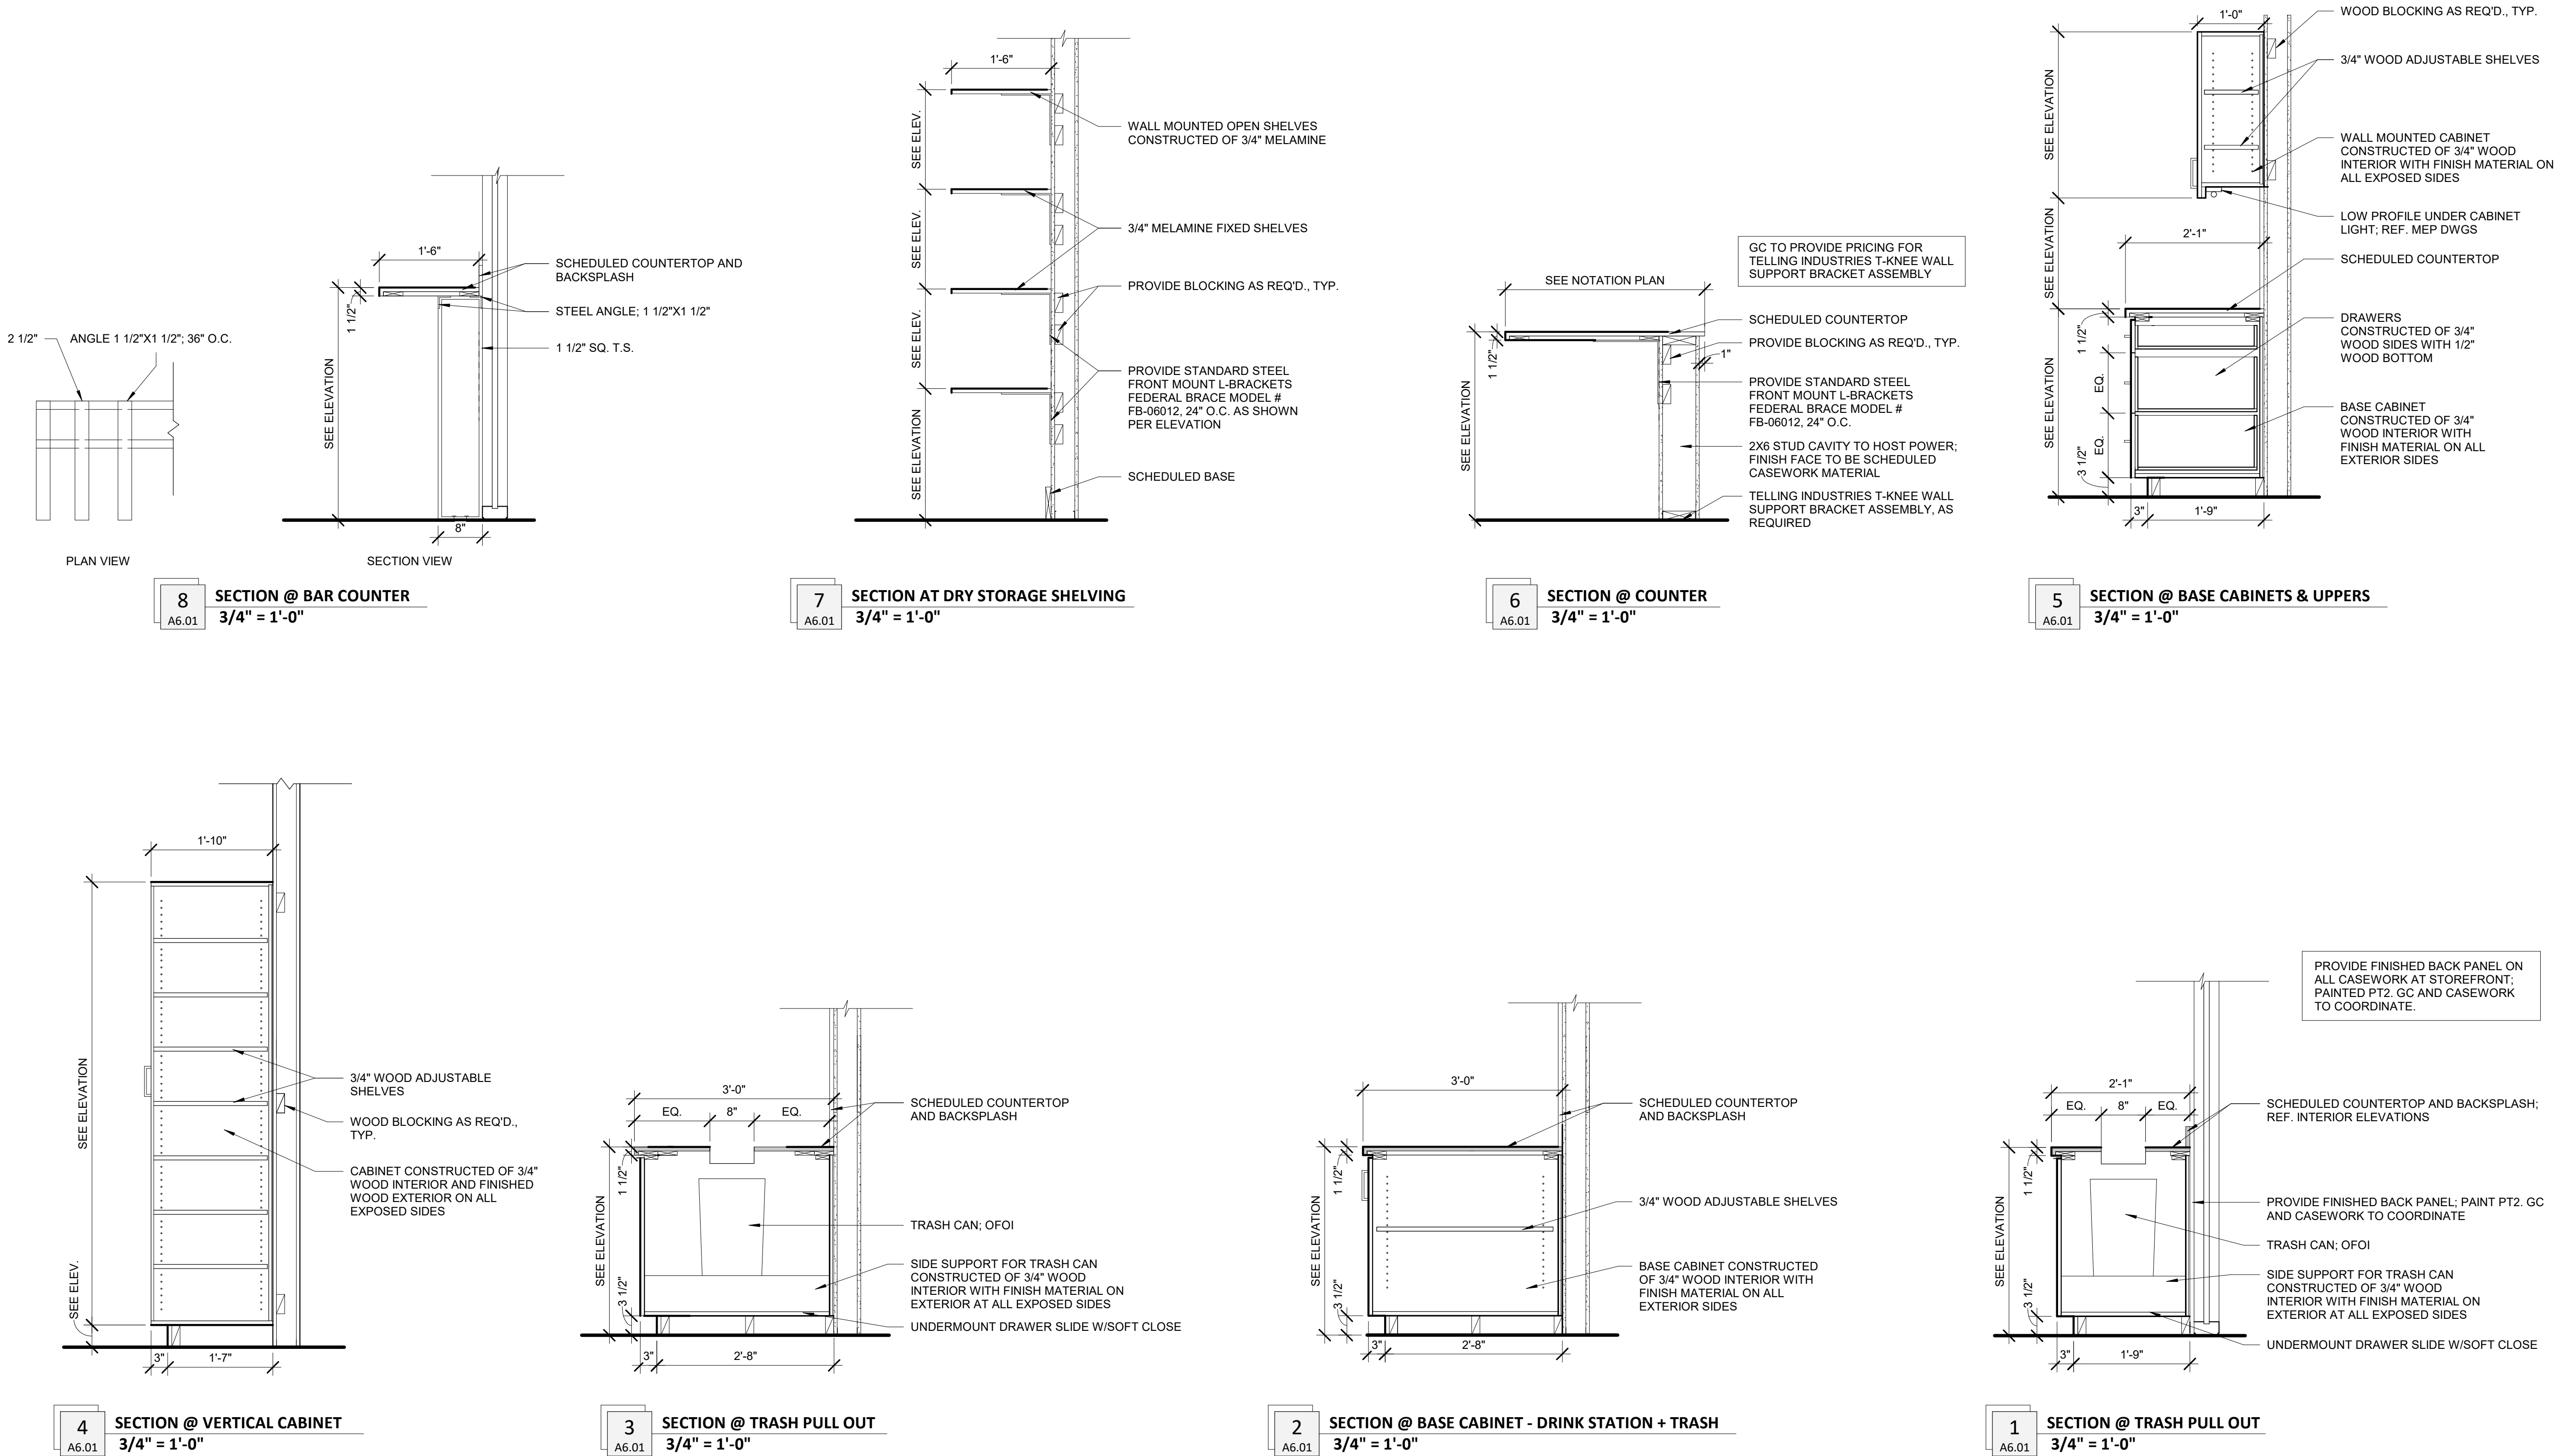 2 1/2"
ANGLE 1 1/2"X1 1/2"; 36" O.C.
PLAN VIEW
1'-6"
1 1/2"
SEE ELEVATION
SCHEDULED COUNTERTOP AND
BACKSPLASH
STEEL ANGLE; 1 1/2"X1 1/2"
1 1/2" SQ. T.S.
8"
SECTION VIEW
8
A6.01
SECTION @ BAR COUNTER
3/4" = 1'-0"
1'-6"
SEE ELEV.
SEE ELEV.
SEE ELEV.
SEE ELEVATION
WALL MOUNTED OPEN SHELVES
CONSTRUCTED OF 3/4" MELAMINE
3/4" MELAMINE FIXED SHELVES
PROVIDE BLOCKING AS REQ'D., TYP.
PROVIDE STANDARD STEEL
FRONT MOUNT L-BRACKETS
FEDERAL BRACE MODEL #
FB-06012, 24" O.C. AS SHOWN
PER ELEVATION
SCHEDULED BASE
7
A6.01
SECTION AT DRY STORAGE SHELVING
3/4" = 1'-0"
GC TO PROVIDE PRICING FOR
TELLING INDUSTRIES T-KNEE WALL
SUPPORT BRACKET ASSEMBLY
SEE NOTATION PLAN
1 1/2"
SEE ELEVATION
1"
SCHEDULED COUNTERTOP
PROVIDE BLOCKING AS REQ'D., TYP.
PROVIDE STANDARD STEEL
FRONT MOUNT L-BRACKETS
FEDERAL BRACE MODEL #
FB-06012, 24" O.C.
2X6 STUD CAVITY TO HOST POWER;
FINISH FACE TO BE SCHEDULED
CASEWORK MATERIAL
TELLING INDUSTRIES T-KNEE WALL
SUPPORT BRACKET ASSEMBLY, AS
REQUIRED
6
A6.01
SECTION @ COUNTER
3/4" = 1'-0"
1'-0"
SEE ELEVATION
SEE ELEVATION
2'-1"
SEE ELEVATION
1 1/2"
EQ.
EQ.
3 1/2"
3"
1'-9"
WOOD BLOCKING AS REQ'D., TYP.
3/4" WOOD ADJUSTABLE SHELVES
WALL MOUNTED CABINET
CONSTRUCTED OF 3/4" WOOD
INTERIOR WITH FINISH MATERIAL ON
ALL EXPOSED SIDES
LOW PROFILE UNDER CABINET
LIGHT; REF. MEP DWGS
SCHEDULED COUNTERTOP
DRAWERS
CONSTRUCTED OF 3/4"
WOOD SIDES WITH 1/2"
WOOD BOTTOM
BASE CABINET
CONSTRUCTED OF 3/4"
WOOD INTERIOR WITH
FINISH MATERIAL ON ALL
EXTERIOR SIDES
5
A6.01
SECTION @ BASE CABINETS & UPPERS
3/4" = 1'-0"
1'-10"
SEE ELEVATION
SEE ELEV.
3"
1'-7"
3/4" WOOD ADJUSTABLE
SHELVES
WOOD BLOCKING AS REQ'D.,
TYP.
CABINET CONSTRUCTED OF 3/4"
WOOD INTERIOR AND FINISHED
WOOD EXTERIOR ON ALL
EXPOSED SIDES
4
A6.01
SECTION @ VERTICAL CABINET
3/4" = 1'-0"
3'-0"
EQ.
8"
EQ.
1 1/2"
SEE ELEVATION
3 1/2"
3"
2'-8"
SCHEDULED COUNTERTOP
AND BACKSPLASH
TRASH CAN; OFOI
SIDE SUPPORT FOR TRASH CAN
CONSTRUCTED OF 3/4" WOOD
INTERIOR WITH FINISH MATERIAL ON
EXTERIOR AT ALL EXPOSED SIDES
UNDERMOUNT DRAWER SLIDE W/SOFT CLOSE
3
A6.01
SECTION @ TRASH PULL OUT
3/4" = 1'-0"
3'-0"
1 1/2"
SEE ELEVATION
3 1/2"
3"
2'-8"
SCHEDULED COUNTERTOP
AND BACKSPLASH
3/4" WOOD ADJUSTABLE SHELVES
BASE CABINET CONSTRUCTED
OF 3/4" WOOD INTERIOR WITH
FINISH MATERIAL ON ALL
EXTERIOR SIDES
2
A6.01
SECTION @ BASE CABINET - DRINK STATION + TRASH
3/4" = 1'-0"
PROVIDE FINISHED BACK PANEL ON
ALL CASEWORK AT STOREFRONT;
PAINTED PT2. GC AND CASEWORK
TO COORDINATE.
2'-1"
EQ.
8"
EQ.
1 1/2"
SEE ELEVATION
3 1/2"
3"
1'-9"
SCHEDULED COUNTERTOP AND BACKSPLASH;
REF. INTERIOR ELEVATIONS
PROVIDE FINISHED BACK PANEL; PAINT PT2. GC
AND CASEWORK TO COORDINATE
TRASH CAN; OFOI
SIDE SUPPORT FOR TRASH CAN
CONSTRUCTED OF 3/4" WOOD
INTERIOR WITH FINISH MATERIAL ON
EXTERIOR AT ALL EXPOSED SIDES
UNDERMOUNT DRAWER SLIDE W/SOFT CLOSE
1
A6.01
SECTION @ TRASH PULL OUT
3/4" = 1'-0"